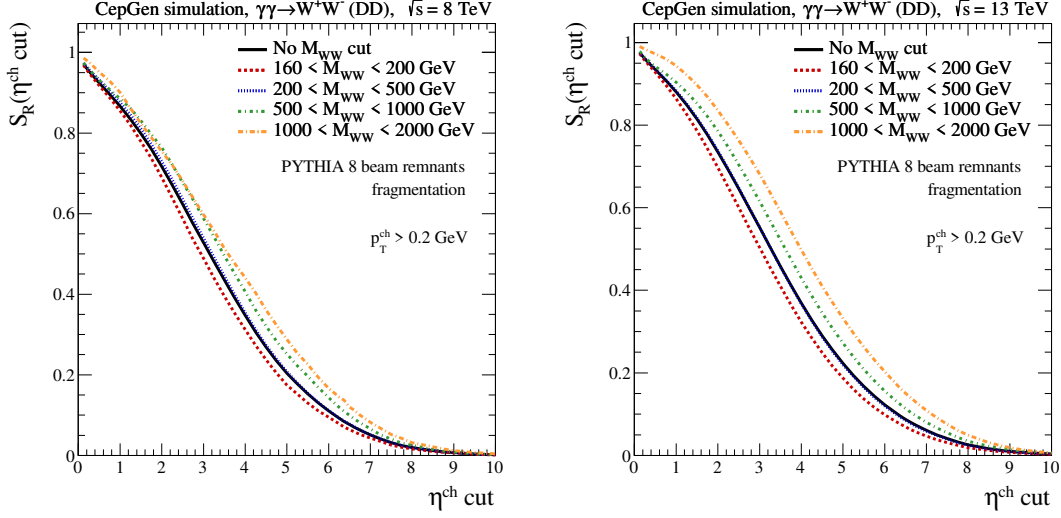 CepGen simulation, γγ→W⁺W⁻ (DD), √s = 8 TeV
S_R(η^ch cut)
1
0.8
0.6
0.4
0.2
0
No M_WW cut
160 < M_WW < 200 GeV
200 < M_WW < 500 GeV
500 < M_WW < 1000 GeV
1000 < M_WW < 2000 GeV
PYTHIA 8 beam remnants
fragmentation
p_T^ch > 0.2 GeV
0 1 2 3 4 5 6 7 8 9 10
η^ch cut
CepGen simulation, γγ→W⁺W⁻ (DD), √s = 13 TeV
S_R(η^ch cut)
1
0.8
0.6
0.4
0.2
0
No M_WW cut
160 < M_WW < 200 GeV
200 < M_WW < 500 GeV
500 < M_WW < 1000 GeV
1000 < M_WW < 2000 GeV
PYTHIA 8 beam remnants
fragmentation
p_T^ch > 0.2 GeV
0 1 2 3 4 5 6 7 8 9 10
η^ch cut